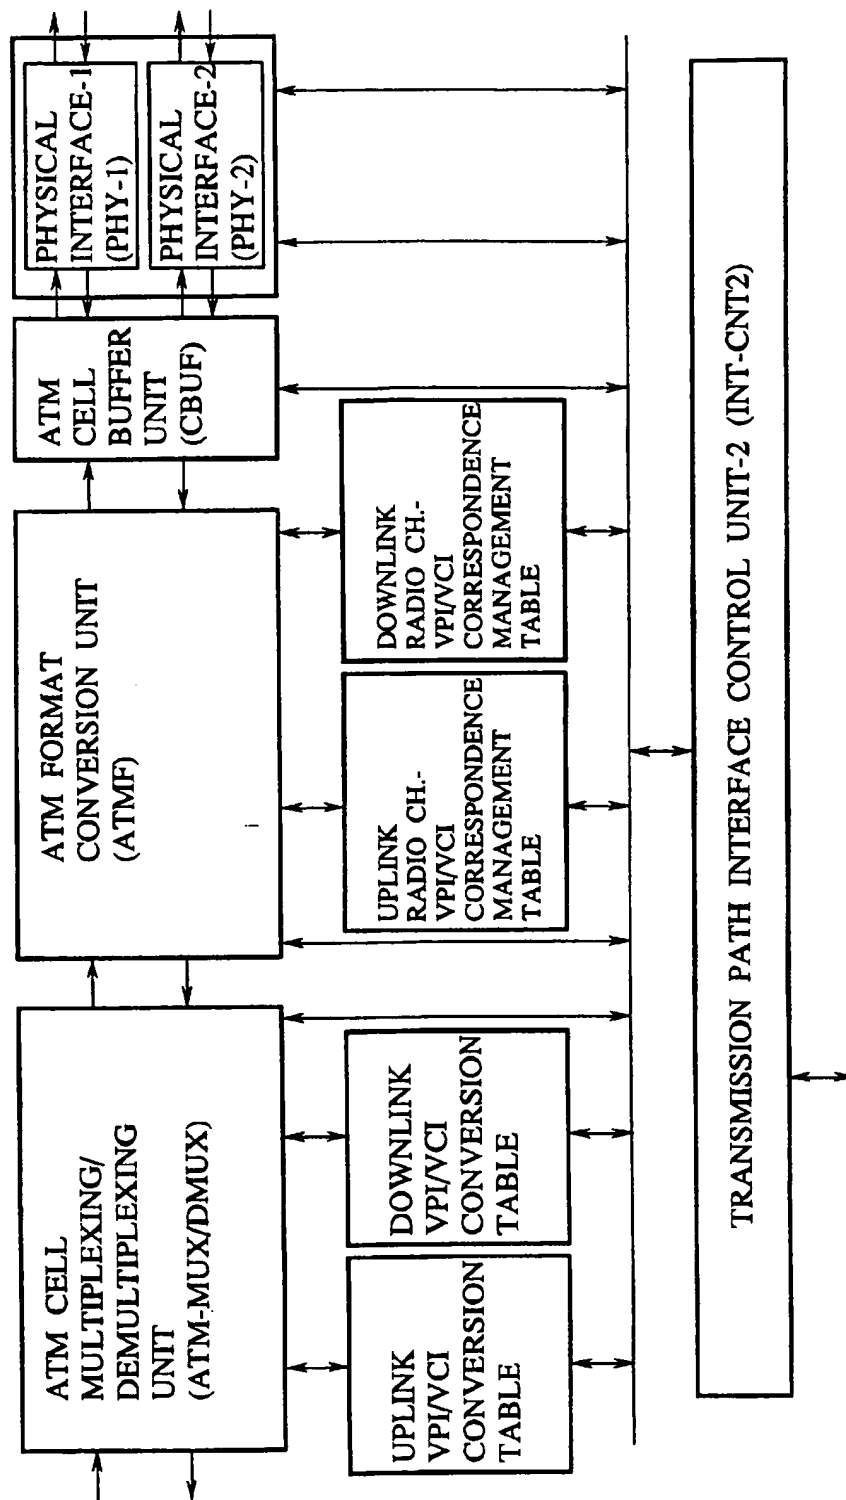 ATM CELL
MULTIPLEXING/
DEMULTIPLEXING
UNIT
(ATM-MUX/DMUX)
ATM FORMAT
CONVERSION UNIT
(ATMF)
ATM
CELL
BUFFER
UNIT
(CBUF)
PHYSICAL
INTERFACE-1
(PHY-1)
PHYSICAL
INTERFACE-2
(PHY-2)
UPLINK
VPI/VCI
CONVERSION
TABLE
DOWNLINK
VPI/VCI
CONVERSION
TABLE
UPLINK
RADIO CH.-
VPI/VCI
CORRESPONDENCE
MANAGEMENT
TABLE
DOWNLINK
RADIO CH.-
VPI/VCI
CORRESPONDENCE
MANAGEMENT
TABLE
TRANSMISSION PATH INTERFACE CONTROL UNIT-2 (INT-CNT2)